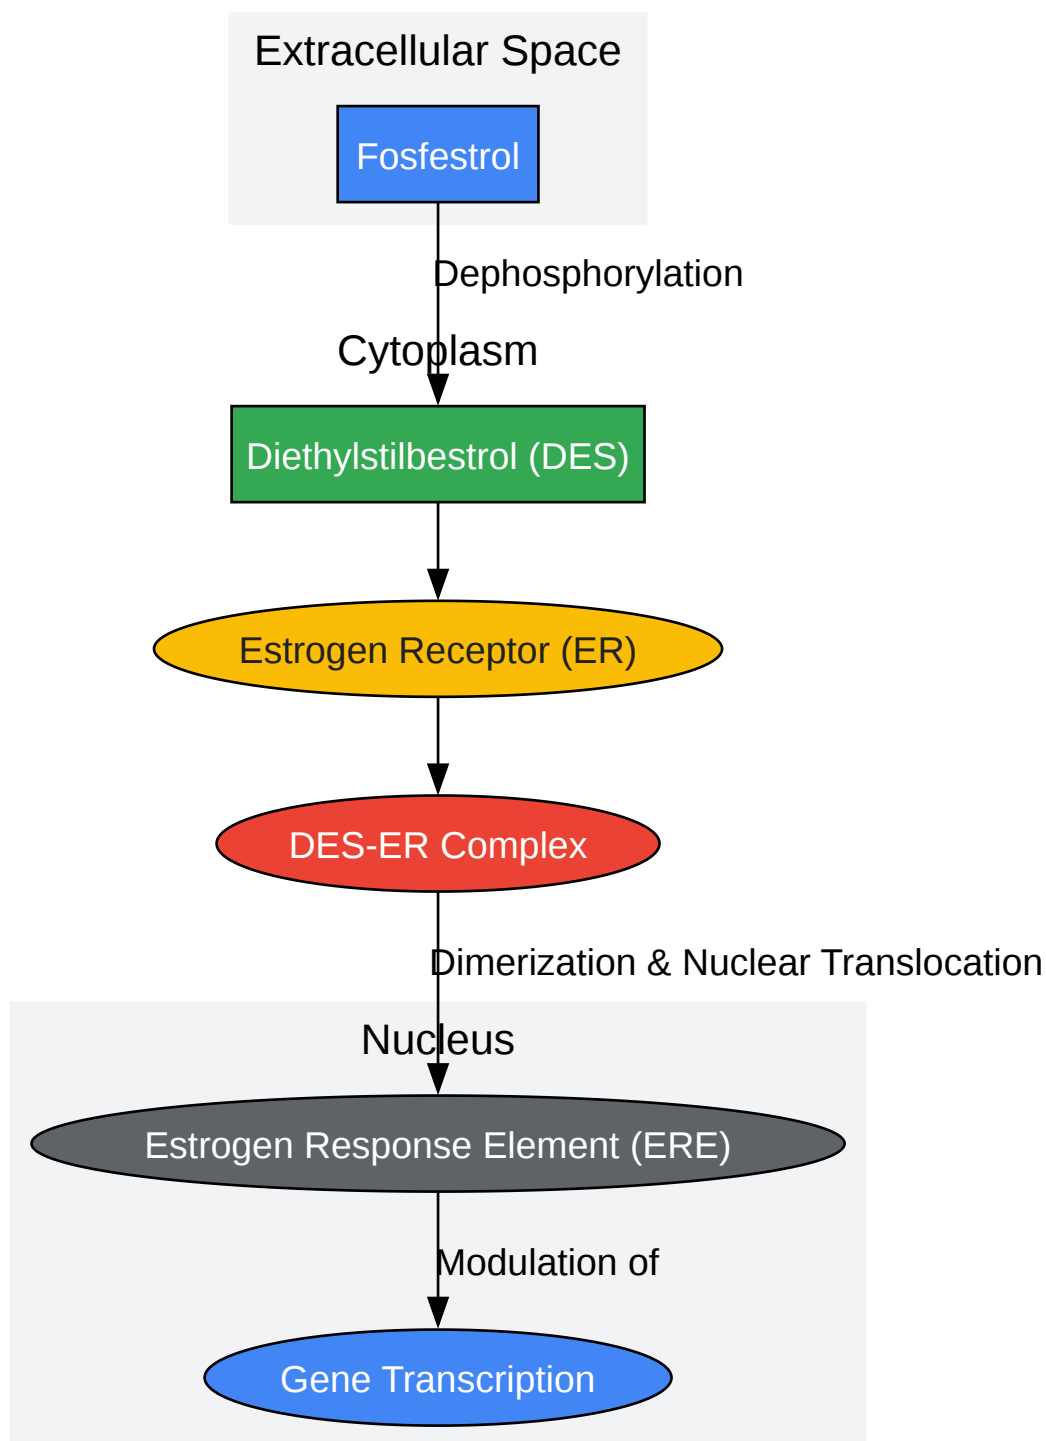 Extracellular Space
Fosfestrol
Dephosphorylation
Cytoplasm
Diethylstilbestrol (DES)
Estrogen Receptor (ER)
DES-ER Complex
Dimerization & Nuclear Translocation
Nucleus
Estrogen Response Element (ERE)
Modulation of
Gene Transcription